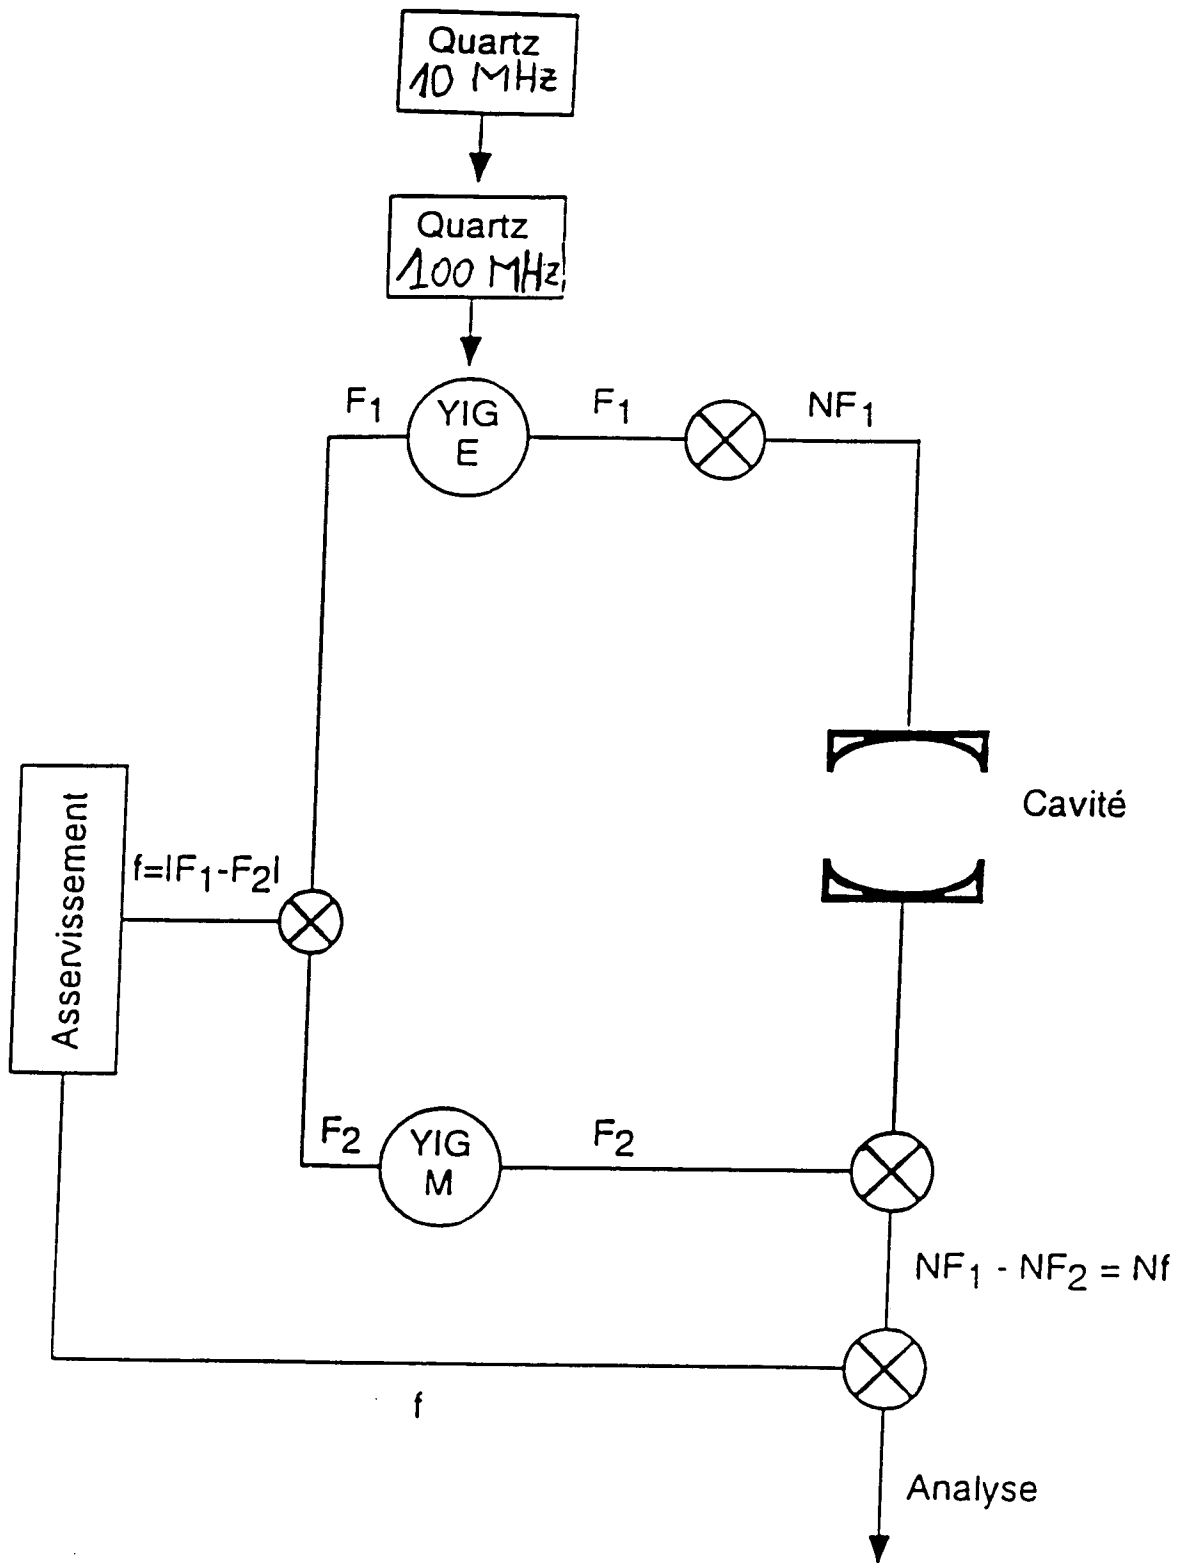 Quartz
10 MHz
Quartz
100 MHz
F1
YIG
E
F1
NF1
Cavité
Asservissement
f=|F1-F2|
F2
YIG
M
F2
NF1 - NF2 = Nf
f
Analyse